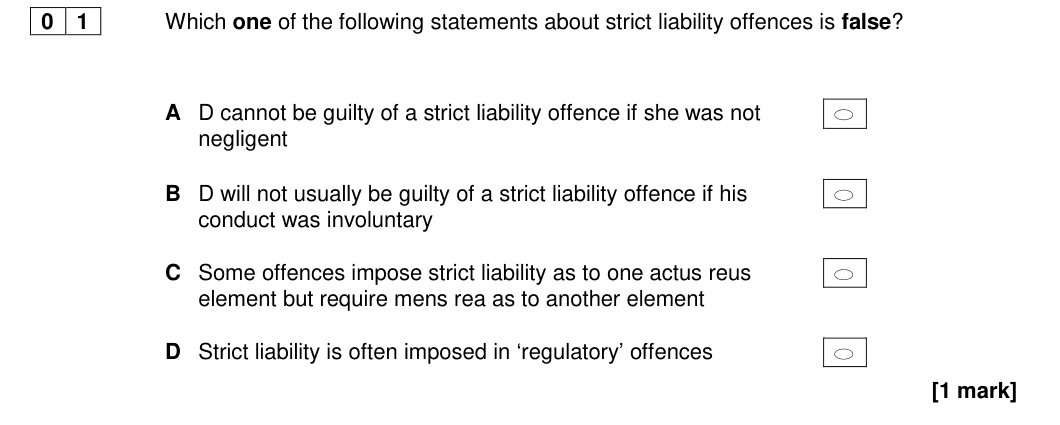 0 1 Which one of the following statements about strict liability offences is false?
A D cannot be guilty of a strict liability offence if she was not
negligent
B D will not usually be guilty of a strict liability offence if his
conduct was involuntary
C Some offences impose strict liability as to one actus reus
element but require mens rea as to another element
D Strict liability is often imposed in ‘regulatory’ offences
[1 mark]